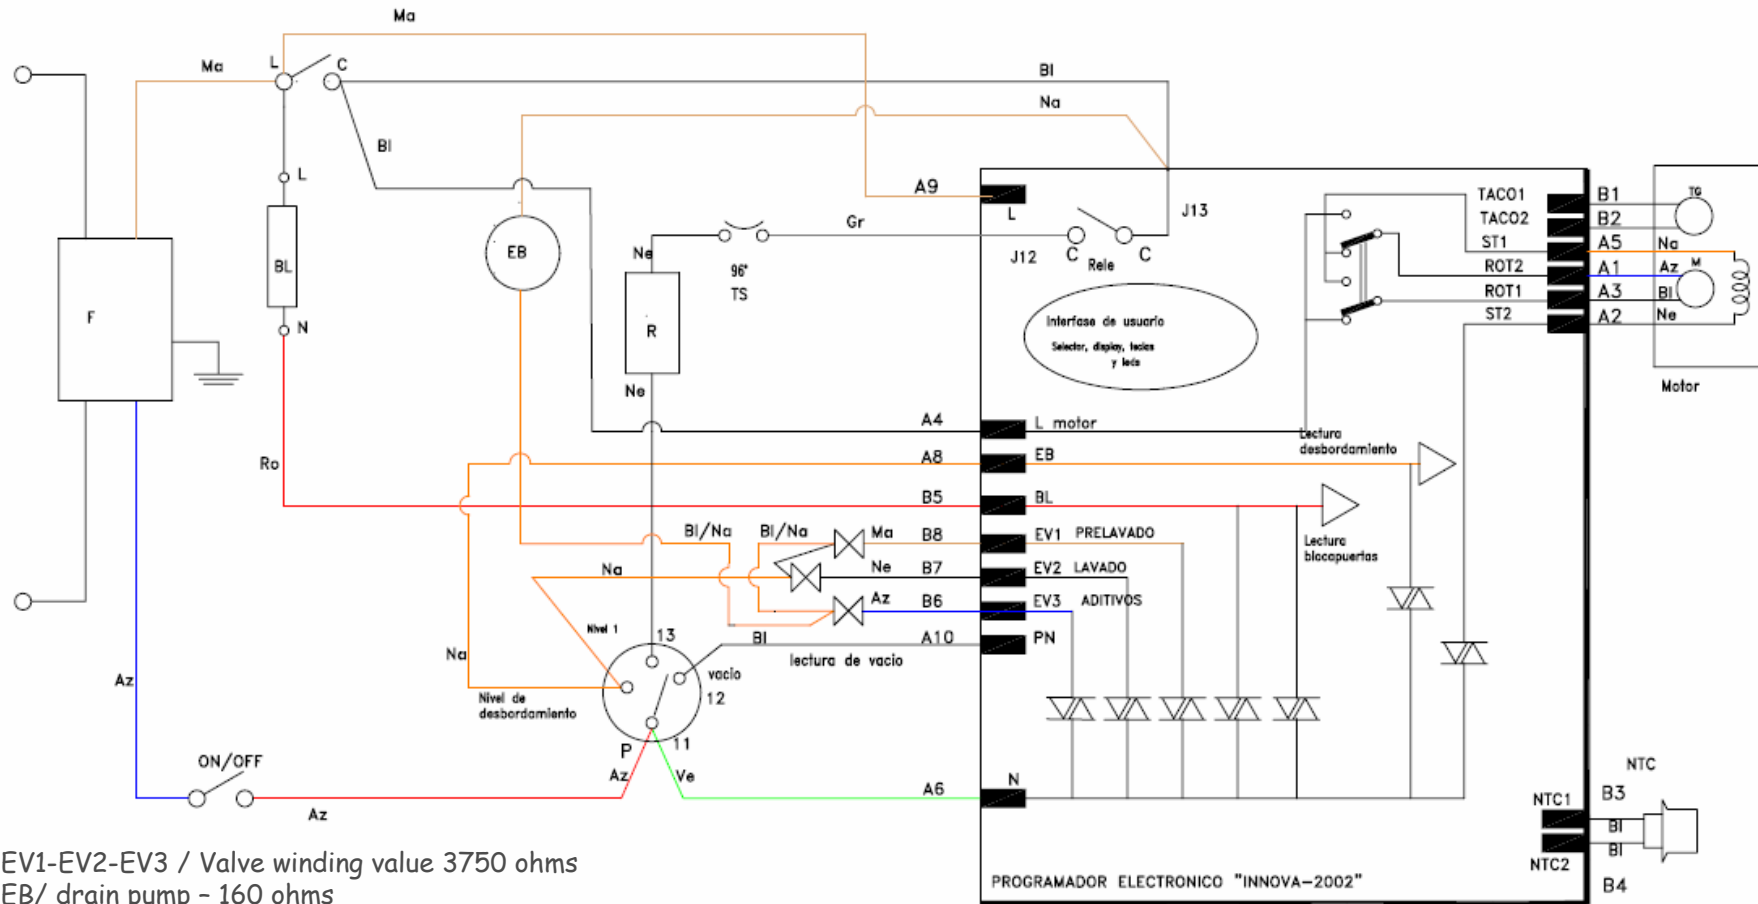 Ma
Ma
L
C
Bl
Na
Bl
L
BL
N
F
EB
Ne
96°
TS
R
Ne
Gr
A9
L
J13
J12
C
Rele
C
Interfase de usuario
Selector, display, teclas
y leds
TACO1
TACO2
ST1
ROT2
ROT1
ST2
B1
B2
A5
A1
A3
A2
Na
Az
Bl
Ne
TG
M
Motor
A4
L motor
Lectura
desbordamiento
A8
EB
Ro
B5
BL
Lectura
blocapuertas
Bl/Na
Bl/Na
Ma
B8
EV1
PRELAVADO
Na
Ne
B7
EV2
LAVADO
Az
B6
EV3
ADITIVOS
Nivel 1
13
Bl
A10
PN
lectura de vacio
vacio
12
Na
Nivel de
desbordamiento
P
11
Az
Ve
A6
N
Az
ON/OFF
Az
NTC
NTC1
B3
Bl
Bl
NTC2
B4
PROGRAMADOR ELECTRONICO "INNOVA-2002"
EV1-EV2-EV3 / Valve winding value 3750 ohms
EB/ drain pump – 160 ohms